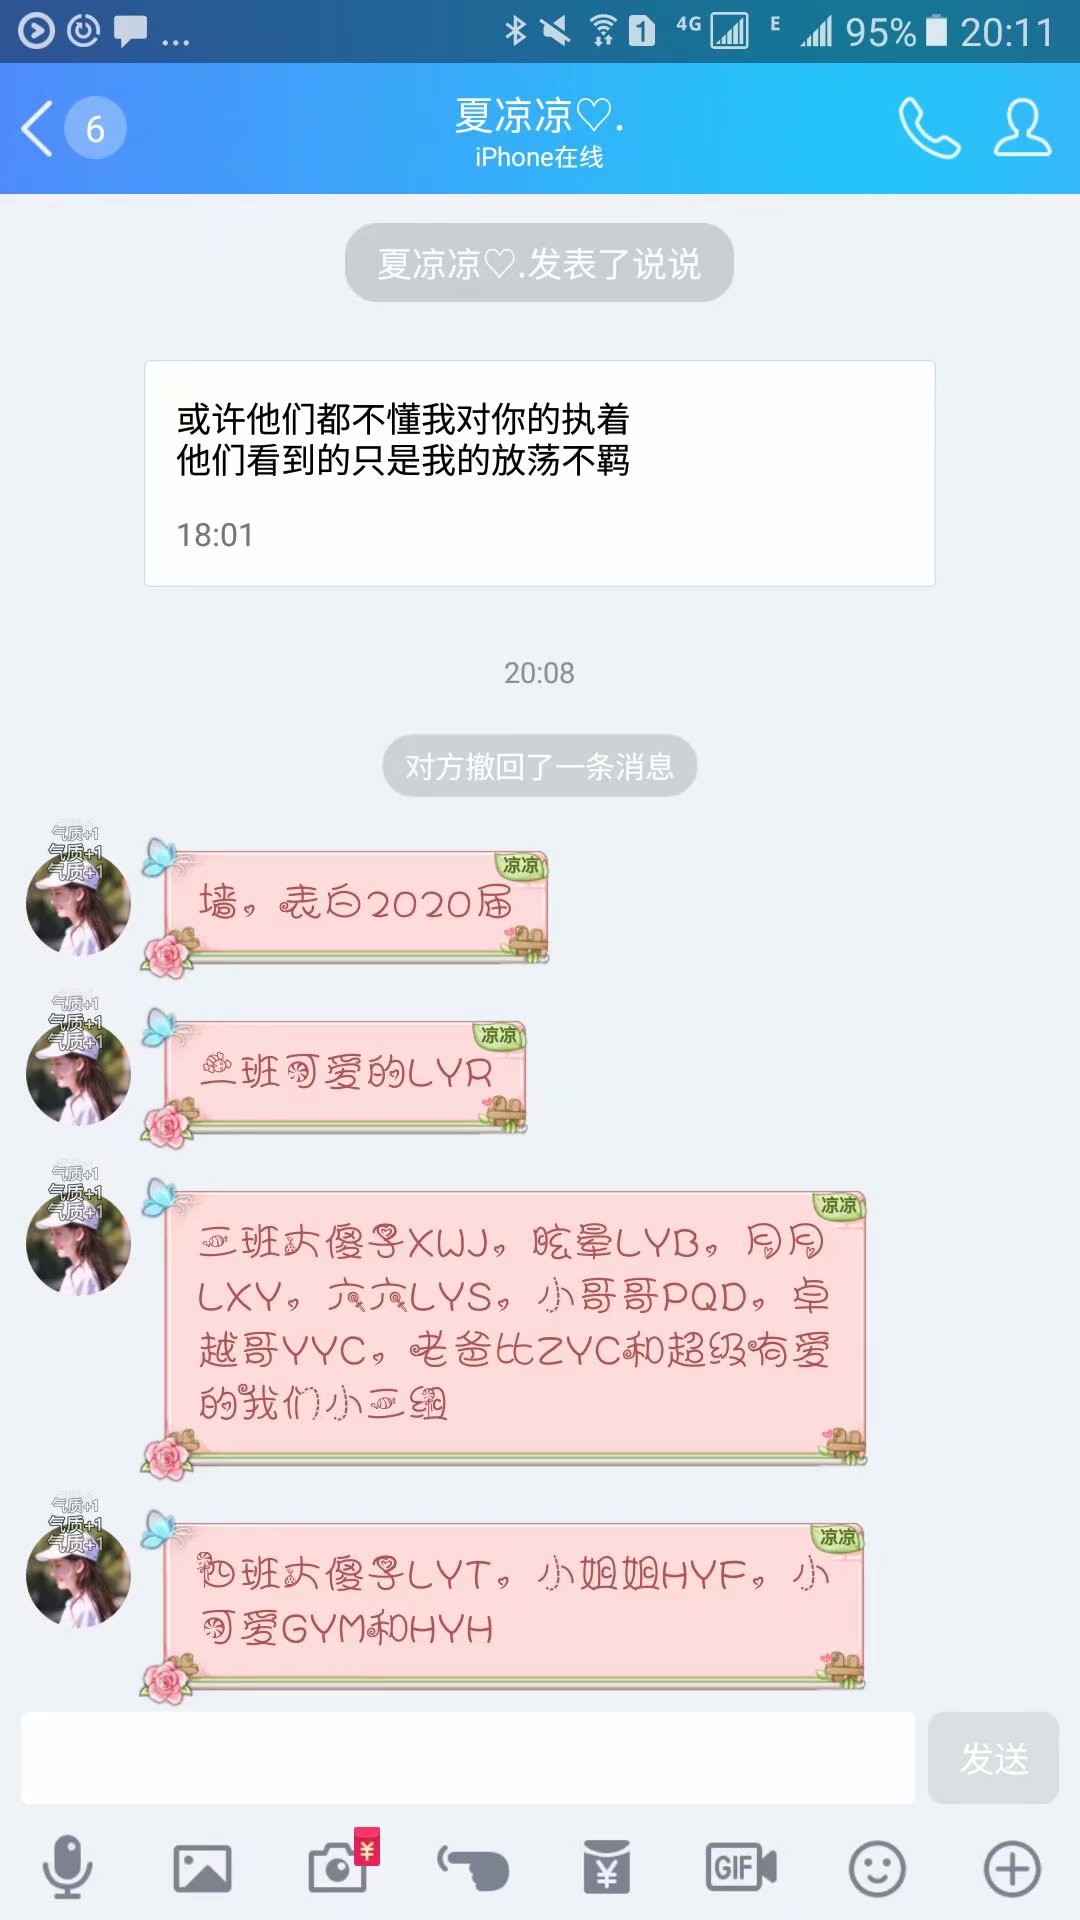 ... 1 4G E 95% 20:11
6
夏凉凉♡.
iPhone在线
夏凉凉♡.发表了说说
或许他们都不懂我对你的执着
他们看到的只是我的放荡不羁
18:01
20:08
对方撤回了一条消息
气质+1
气质+1
气质+1
凉凉
墙，表白2020届
气质+1
气质+1
气质+1
凉凉
二班可爱的LYR
气质+1
气质+1
气质+1
凉凉
三班大傻子XWJ，眩晕LYB，月月
LXY，六六LYS，小哥哥PQD，卓
越哥YYC，老爸比ZYC和超级有爱
的我们小三组
气质+1
气质+1
气质+1
凉凉
四班大傻子LYT，小姐姐HYF，小
可爱GYM和HYH
发送
¥
¥
GIF